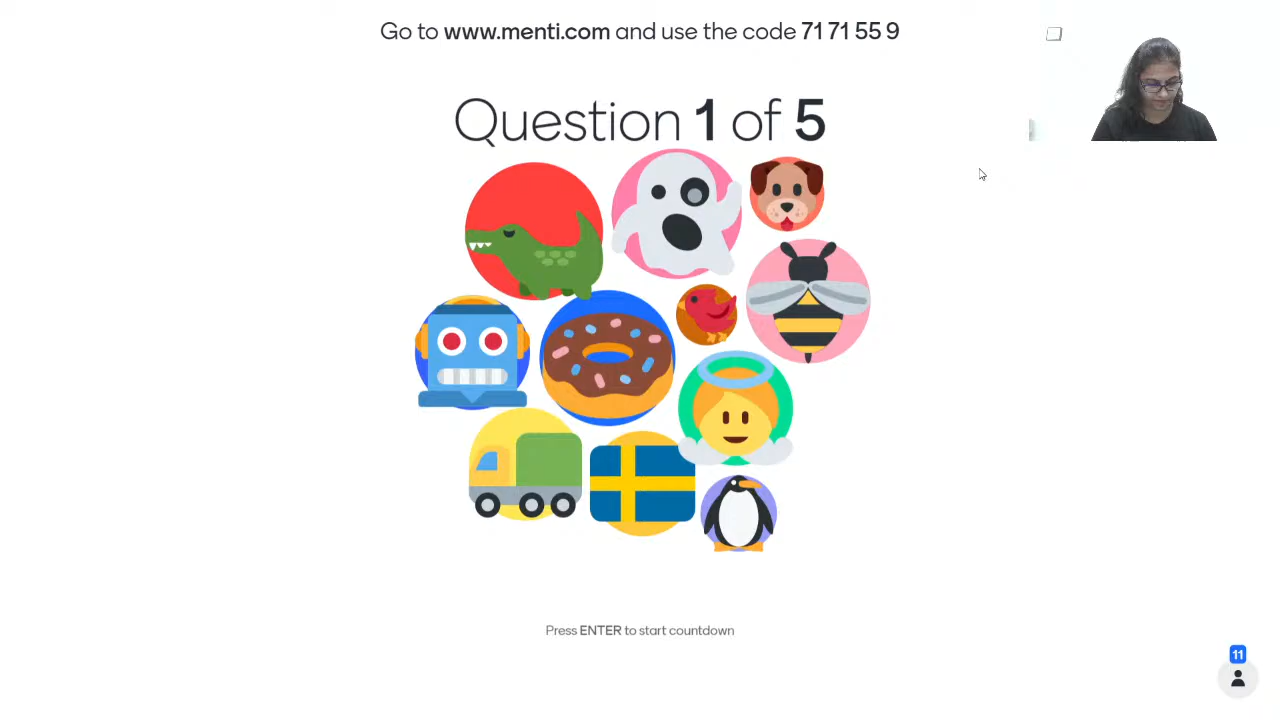 Go to www.menti.com and use the code 71 71 55 9
Question 1 of 5
Press ENTER to start countdown
11